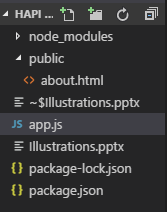 HAPI ...
node_modules
public
<> about.html
~$Illustrations.pptx
JS app.js
Illustrations.pptx
{} package-lock.json
{} package.json